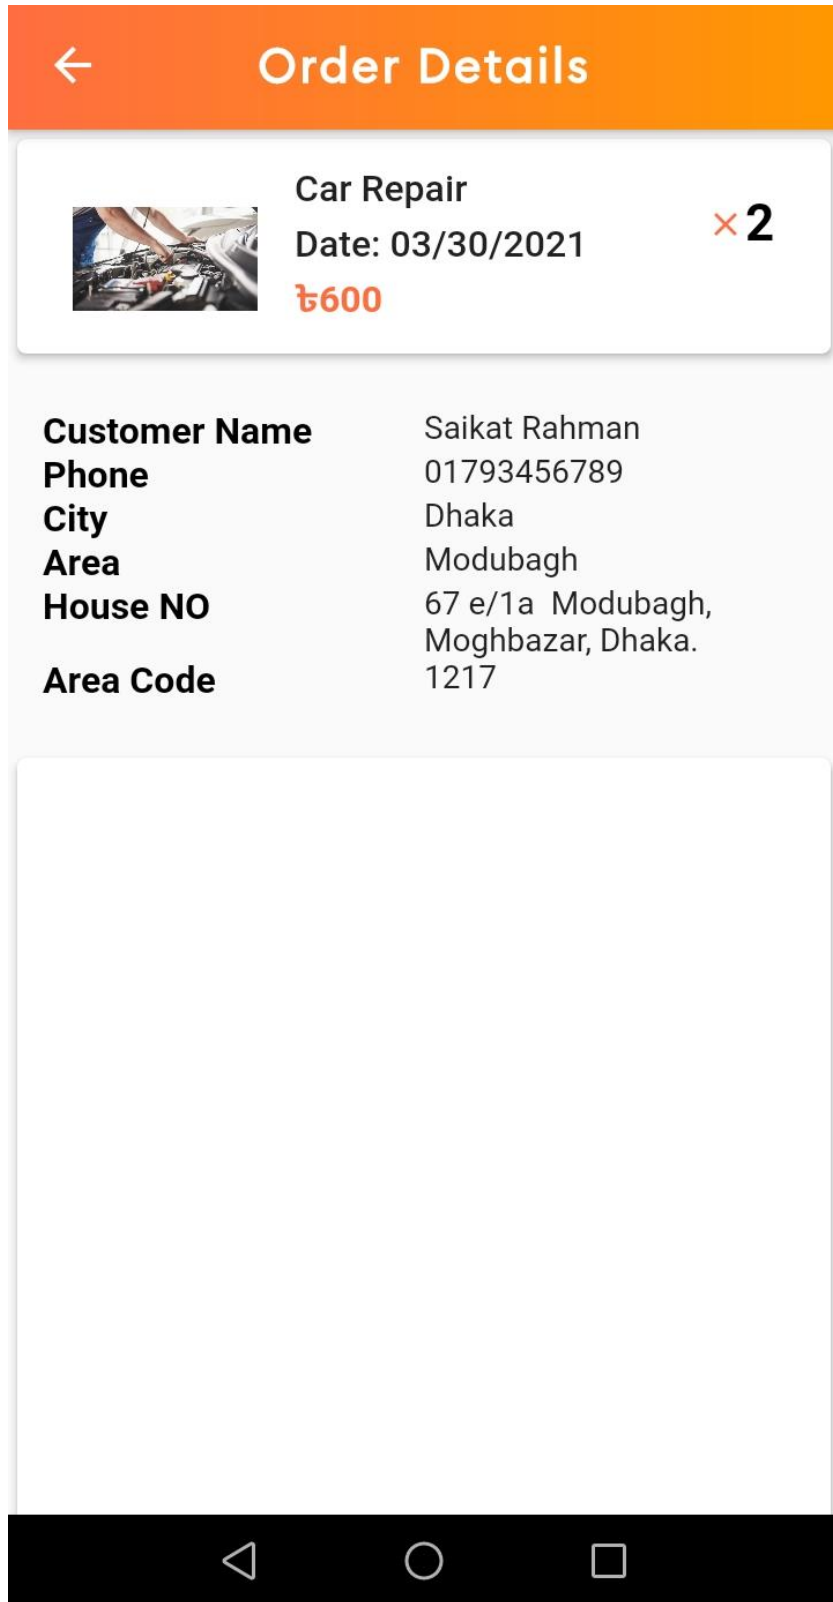 Order Details
Car Repair
Date: 03/30/2021
৳600
×2
Customer Name Saikat Rahman
Phone 01793456789
City Dhaka
Area Modubagh
House NO 67 e/1a  Modubagh,
Moghbazar, Dhaka.
Area Code 1217